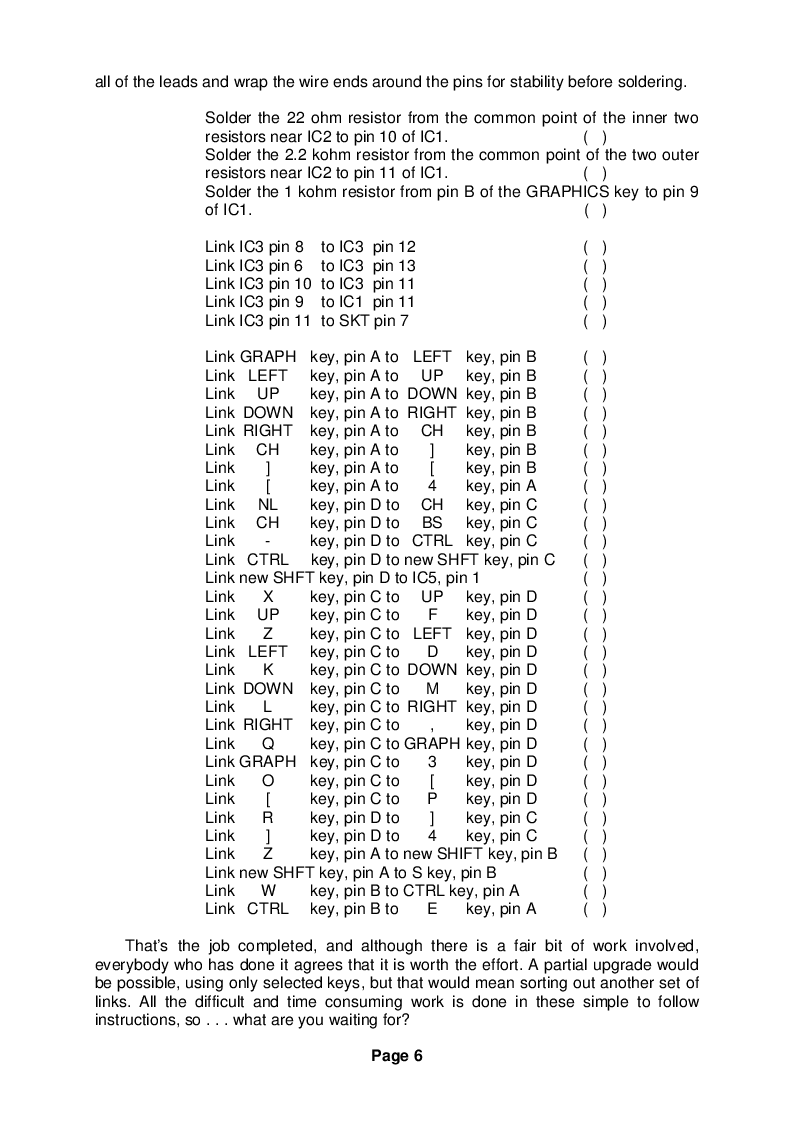 all of the leads and wrap the wire ends around the pins for stability before soldering.
Solder the 22 ohm resistor from the common point of the inner two
resistors near IC2 to pin 10 of IC1. ( )
Solder the 2.2 kohm resistor from the common point of the two outer
resistors near IC2 to pin 11 of IC1. ( )
Solder the 1 kohm resistor from pin B of the GRAPHICS key to pin 9
of IC1. ( )
Link IC3 pin 8 to IC3 pin 12 ( )
Link IC3 pin 6 to IC3 pin 13 ( )
Link IC3 pin 10 to IC3 pin 11 ( )
Link IC3 pin 9 to IC1 pin 11 ( )
Link IC3 pin 11 to SKT pin 7 ( )
Link GRAPH key, pin A to LEFT key, pin B ( )
Link LEFT key, pin A to UP key, pin B ( )
Link UP key, pin A to DOWN key, pin B ( )
Link DOWN key, pin A to RIGHT key, pin B ( )
Link RIGHT key, pin A to CH key, pin B ( )
Link CH key, pin A to ] key, pin B ( )
Link ] key, pin A to [ key, pin B ( )
Link [ key, pin A to 4 key, pin A ( )
Link NL key, pin D to CH key, pin C ( )
Link CH key, pin D to BS key, pin C ( )
Link - key, pin D to CTRL key, pin C ( )
Link CTRL key, pin D to new SHFT key, pin C ( )
Link new SHFT key, pin D to IC5, pin 1 ( )
Link X key, pin C to UP key, pin D ( )
Link UP key, pin C to F key, pin D ( )
Link Z key, pin C to LEFT key, pin D ( )
Link LEFT key, pin C to D key, pin D ( )
Link K key, pin C to DOWN key, pin D ( )
Link DOWN key, pin C to M key, pin D ( )
Link L key, pin C to RIGHT key, pin D ( )
Link RIGHT key, pin C to , key, pin D ( )
Link Q key, pin C to GRAPH key, pin D ( )
Link GRAPH key, pin C to 3 key, pin D ( )
Link O key, pin C to [ key, pin D ( )
Link [ key, pin C to P key, pin D ( )
Link R key, pin D to ] key, pin C ( )
Link ] key, pin D to 4 key, pin C ( )
Link Z key, pin A to new SHIFT key, pin B ( )
Link new SHFT key, pin A to S key, pin B ( )
Link W key, pin B to CTRL key, pin A ( )
Link CTRL key, pin B to E key, pin A ( )
That's the job completed, and although there is a fair bit of work involved,
everybody who has done it agrees that it is worth the effort. A partial upgrade would
be possible, using only selected keys, but that would mean sorting out another set of
links. All the difficult and time consuming work is done in these simple to follow
instructions, so . . . what are you waiting for?
Page 6